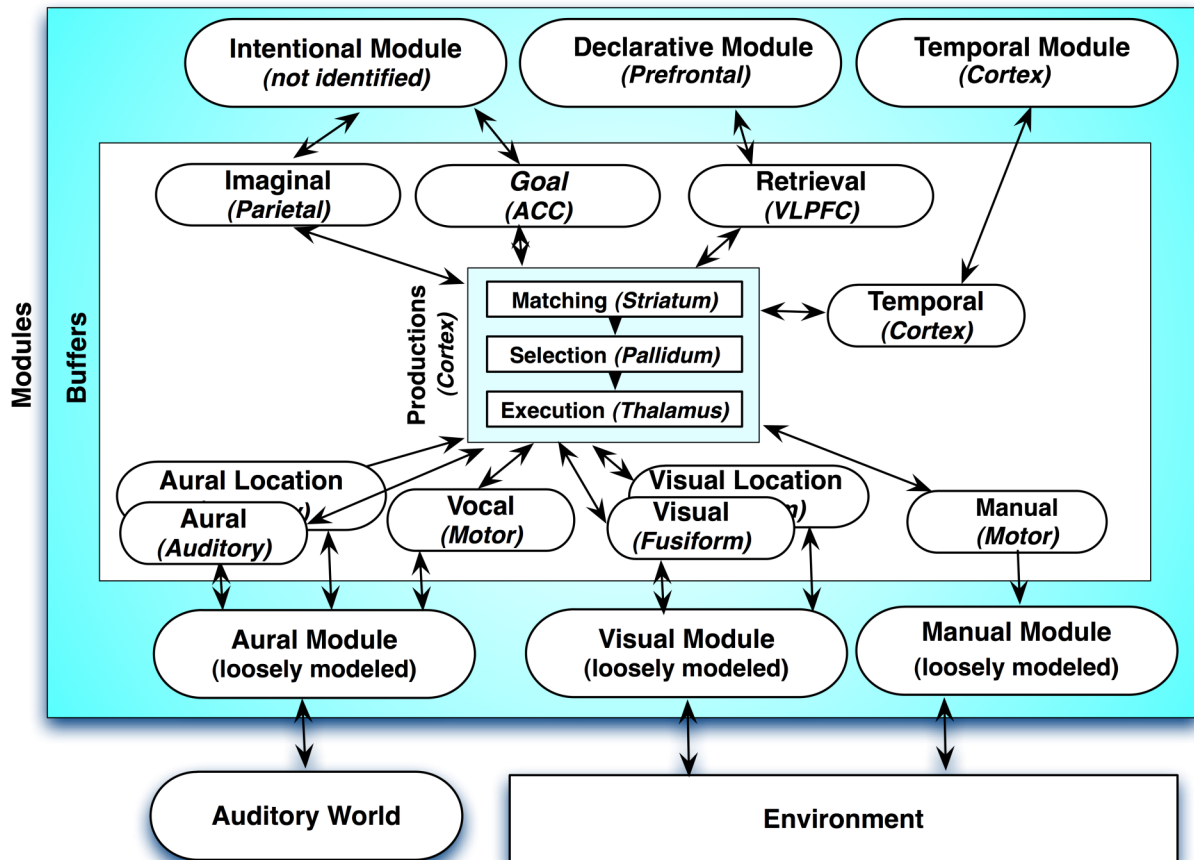 Intentional Module
(not identified)
Declarative Module
(Prefrontal)
Temporal Module
(Cortex)
Imaginal
(Parietal)
Goal
(ACC)
Retrieval
(VLPFC)
Modules
Buffers
Productions
(Cortex)
Matching (Striatum)
Selection (Pallidum)
Execution (Thalamus)
Temporal
(Cortex)
Aural Location
Aural
(Auditory)
Vocal
(Motor)
Visual Location
Visual
(Fusiform)
Manual
(Motor)
Aural Module
(loosely modeled)
Visual Module
(loosely modeled)
Manual Module
(loosely modeled)
Auditory World
Environment